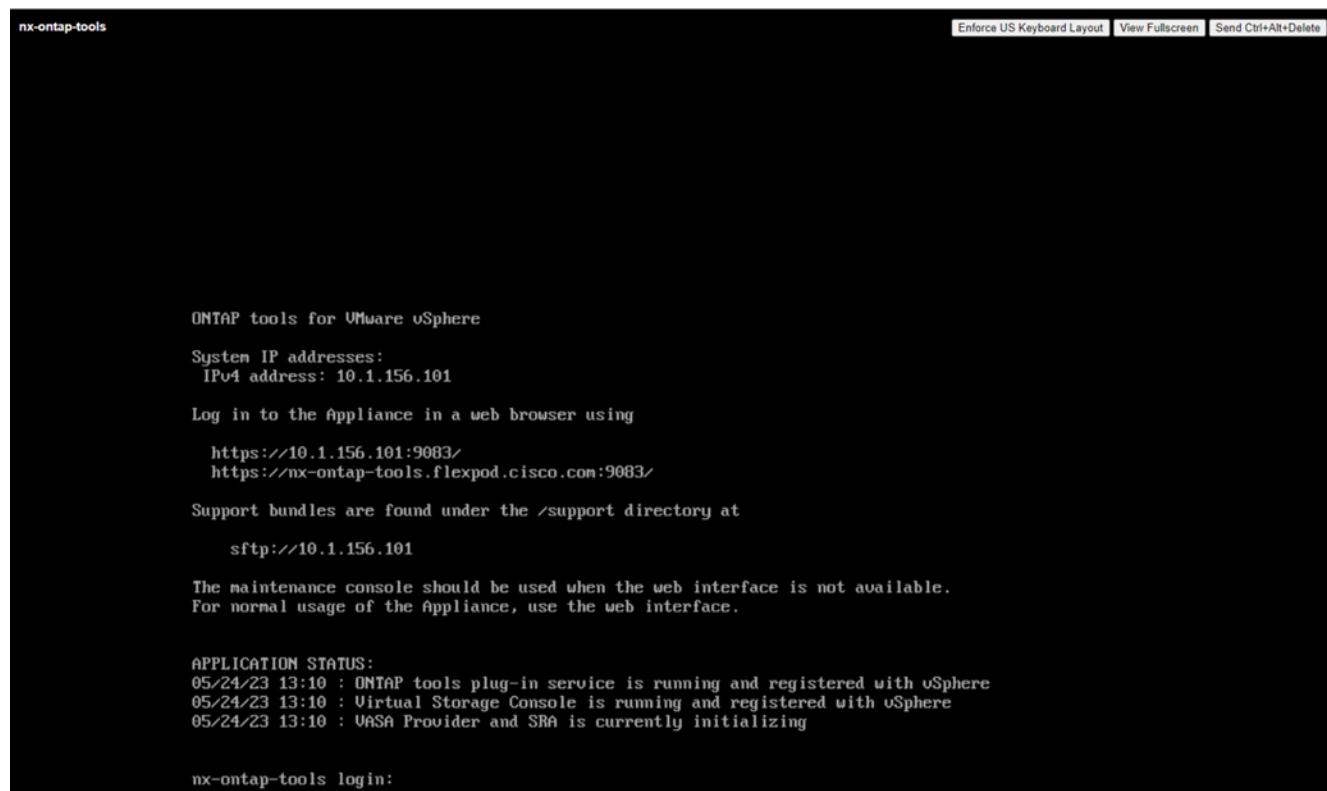 nx-ontap-tools
Enforce US Keyboard Layout View Fullscreen Send Ctrl+Alt+Delete
ONTAP tools for VMware vSphere
System IP addresses:
IPv4 address: 10.1.156.101
Log in to the Appliance in a web browser using
https://10.1.156.101:9083/
https://nx-ontap-tools.flexpod.cisco.com:9083/
Support bundles are found under the /support directory at
sftp://10.1.156.101
The maintenance console should be used when the web interface is not available.
For normal usage of the Appliance, use the web interface.
APPLICATION STATUS:
05/24/23 13:10 : ONTAP tools plug-in service is running and registered with vSphere
05/24/23 13:10 : Virtual Storage Console is running and registered with vSphere
05/24/23 13:10 : VASA Provider and SRA is currently initializing
nx-ontap-tools login: